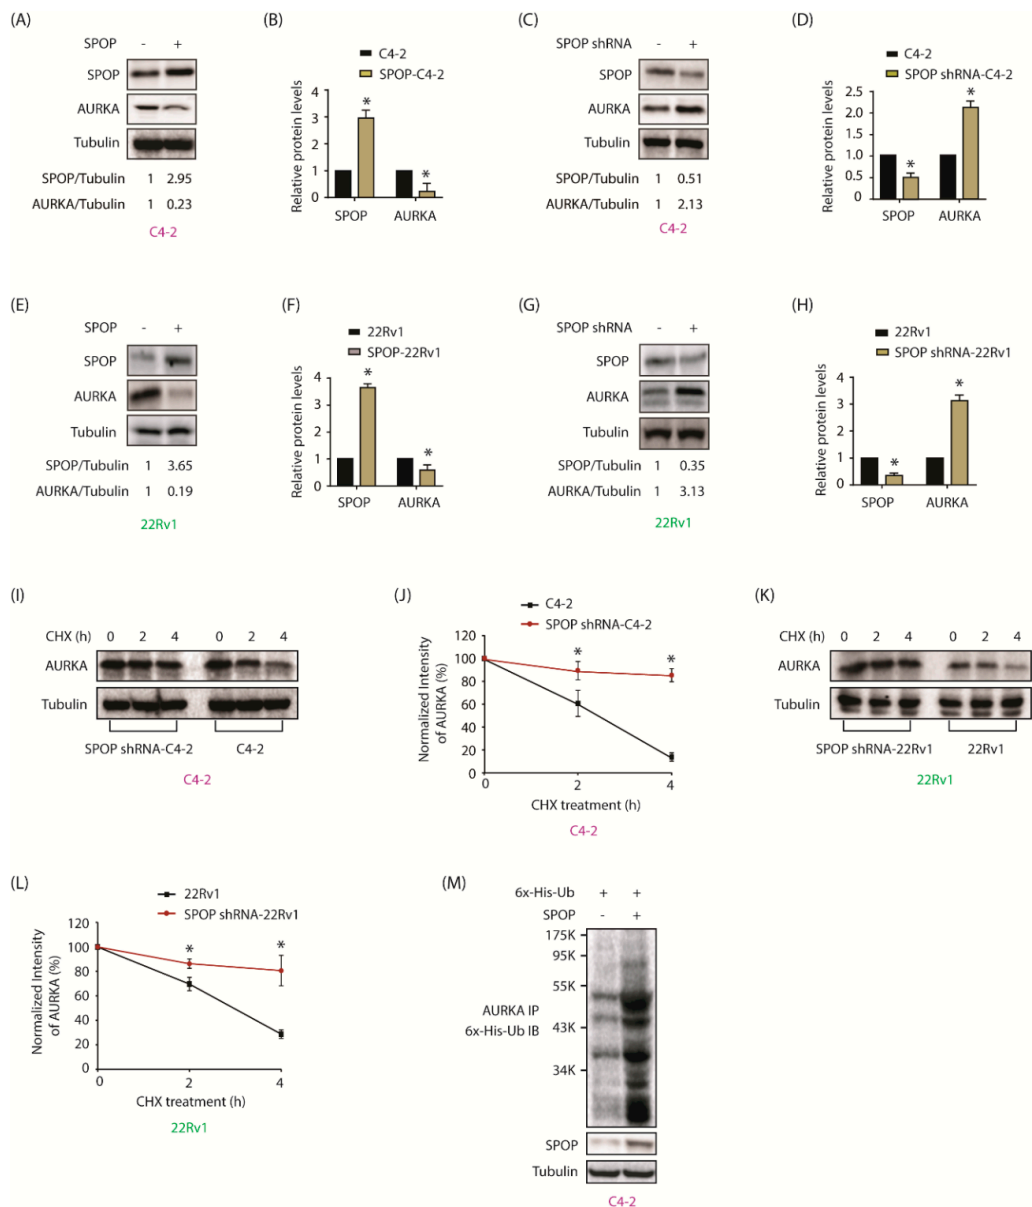 (A)
SPOP - +
SPOP
AURKA
Tubulin
SPOP/Tubulin 1 2.95
AURKA/Tubulin 1 0.23
C4-2
(B)
C4-2
SPOP-C4-2
Relative protein levels
4
3
2
1
0
* *
SPOP AURKA
(C)
SPOP shRNA - +
SPOP
AURKA
Tubulin
SPOP/Tubulin 1 0.51
AURKA/Tubulin 1 2.13
C4-2
(D)
C4-2
SPOP shRNA-C4-2
Relative protein levels
2.5
2.0
1.5
1.0
0.5
0
* *
SPOP AURKA
(E)
SPOP - +
SPOP
AURKA
Tubulin
SPOP/Tubulin 1 3.65
AURKA/Tubulin 1 0.19
22Rv1
(F)
22Rv1
SPOP-22Rv1
Relative protein levels
4
3
2
1
0
* *
SPOP AURKA
(G)
SPOP shRNA - +
SPOP
AURKA
Tubulin
SPOP/Tubulin 1 0.35
AURKA/Tubulin 1 3.13
22Rv1
(H)
22Rv1
SPOP shRNA-22Rv1
Relative protein levels
4
3
2
1
0
* *
SPOP AURKA
(I)
CHX (h) 0 2 4 0 2 4
AURKA
Tubulin
SPOP shRNA-C4-2 C4-2
C4-2
(J)
C4-2
SPOP shRNA-C4-2
Normalized Intensity
of AURKA (%)
120
100
80
60
40
20
0
* *
0 2 4
CHX treatment (h)
C4-2
(K)
CHX (h) 0 2 4 0 2 4
AURKA
Tubulin
SPOP shRNA-22Rv1 22Rv1
22Rv1
(L)
22Rv1
SPOP shRNA-22Rv1
Normalized Intensity
of AURKA (%)
120
100
80
60
40
20
0
* *
0 2 4
CHX treatment (h)
22Rv1
(M)
6x-His-Ub + +
SPOP - +
175K
95K
55K
43K
34K
AURKA IP
6x-His-Ub IB
SPOP
Tubulin
C4-2